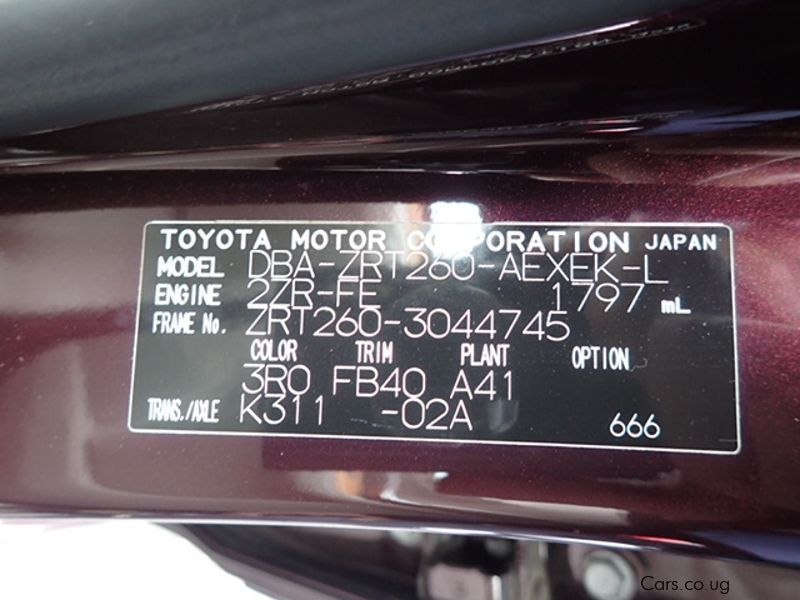 TOYOTA MOTOR CORPORATION JAPAN
MODEL DBA-ZRT260-AEXEK-L
ENGINE 2ZR-FE 1797 mL
FRAME No. ZRT260-3044745
COLOR TRIM PLANT OPTION
3R0 FB40 A41
TRANS./AXLE K311 -02A 666
Cars.co.ug